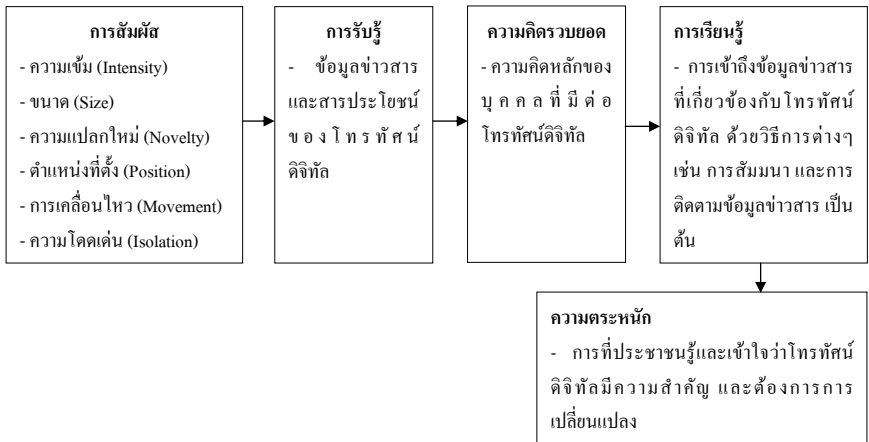 การสัมผัส
- ความเข้ม (Intensity)
- ขนาด (Size)
- ความแปลกใหม่ (Novelty)
- ตำแหน่งที่ตั้ง (Position)
- การเคลื่อนไหว (Movement)
- ความโดดเด่น (Isolation)
การรับรู้
- ข้อมูลข่าวสาร
และสารประโยชน์
ของโทรทัศน์
ดิจิทัล
ความคิดรวบยอด
- ความคิดหลักของ
บุคคลที่มีต่อ
โทรทัศน์ดิจิทัล
การเรียนรู้
- การเข้าถึงข้อมูลข่าวสาร
ที่เกี่ยวข้องกับโทรทัศน์
ดิจิทัล ด้วยวิธีการต่างๆ
เช่น การสัมมนา และการ
ติดตามข้อมูลข่าวสาร เป็น
ต้น
ความตระหนัก
- การที่ประชาชนรู้และเข้าใจว่าโทรทัศน์
ดิจิทัลมีความสำคัญ และต้องการการ
เปลี่ยนแปลง